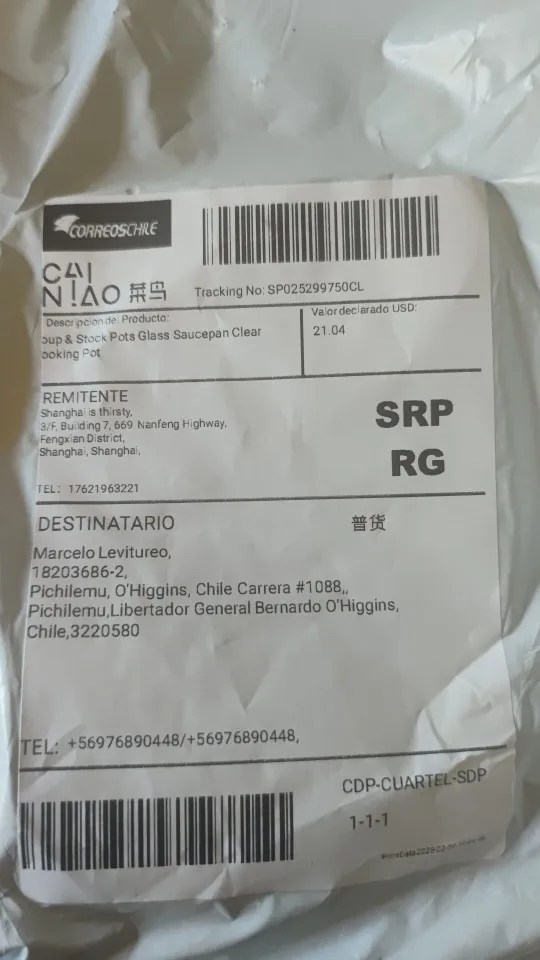 CORREOSCHILE
CAI
NIAO 菜鸟
Tracking No: SP025299750CL
Descripcion del Producto:
oup & Stock Pots Glass Saucepan Clear
ooking Pot
Valor declarado USD:
21.04
REMITENTE
Shanghai is thirsty,
3/F, Building 7, 669 Nanfeng Highway,
Fengxian District,
Shanghai, Shanghai,
TEL: 17621963221
SRP
RG
DESTINATARIO
普货
Marcelo Levitureo,
18203686-2,
Pichilemu, O'Higgins, Chile Carrera #1088,,
Pichilemu,Libertador General Bernardo O'Higgins,
Chile,3220580
TEL: +56976890448/+56976890448,
CDP-CUARTEL-SDP
1-1-1